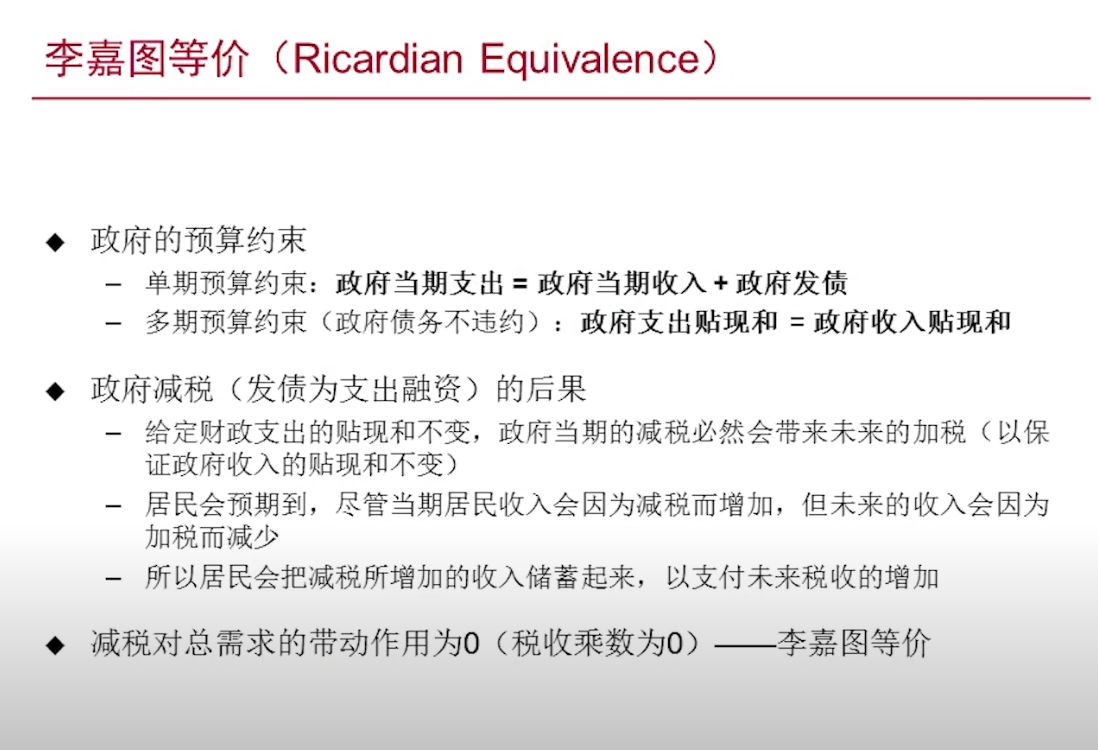 李嘉图等价（Ricardian Equivalence）
◆ 政府的预算约束
– 单期预算约束：政府当期支出 = 政府当期收入 + 政府发债
– 多期预算约束（政府债务不违约）：政府支出贴现和 = 政府收入贴现和
◆ 政府减税（发债为支出融资）的后果
– 给定财政支出的贴现和不变，政府当期的减税必然会带来未来的加税（以保
证政府收入的贴现和不变）
– 居民会预期到，尽管当期居民收入会因为减税而增加，但未来的收入会因为
加税而减少
– 所以居民会把减税所增加的收入储蓄起来，以支付未来税收的增加
◆ 减税对总需求的带动作用为0（税收乘数为0）——李嘉图等价